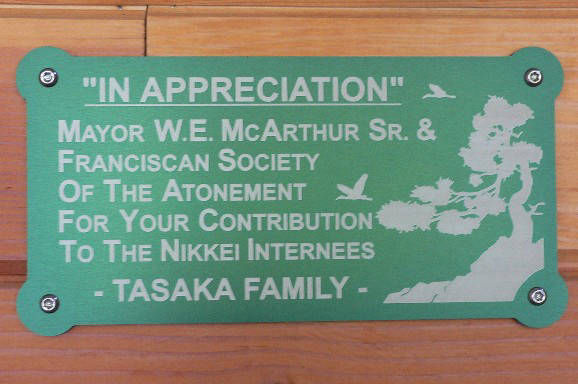 "IN APPRECIATION"
MAYOR W.E. MCARTHUR SR. &
FRANCISCAN SOCIETY
OF THE ATONEMENT
FOR YOUR CONTRIBUTION
TO THE NIKKEI INTERNEES
- TASAKA FAMILY -